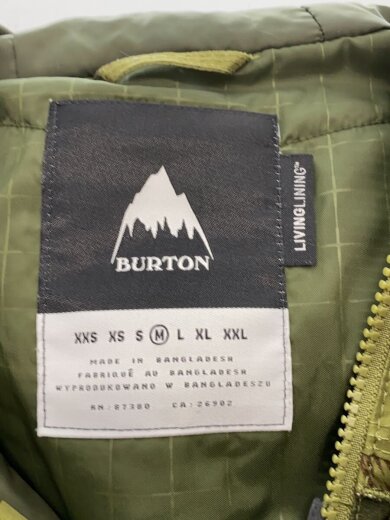 BURTON
LIVINGLINING™
XXS XS S M L XL XXL
MADE IN BANGLADESH
FABRIQUÉ AU BANGLADESH
WYPRODUKOWANO W BANGLADESZU
RN: 87380 CA: 26902